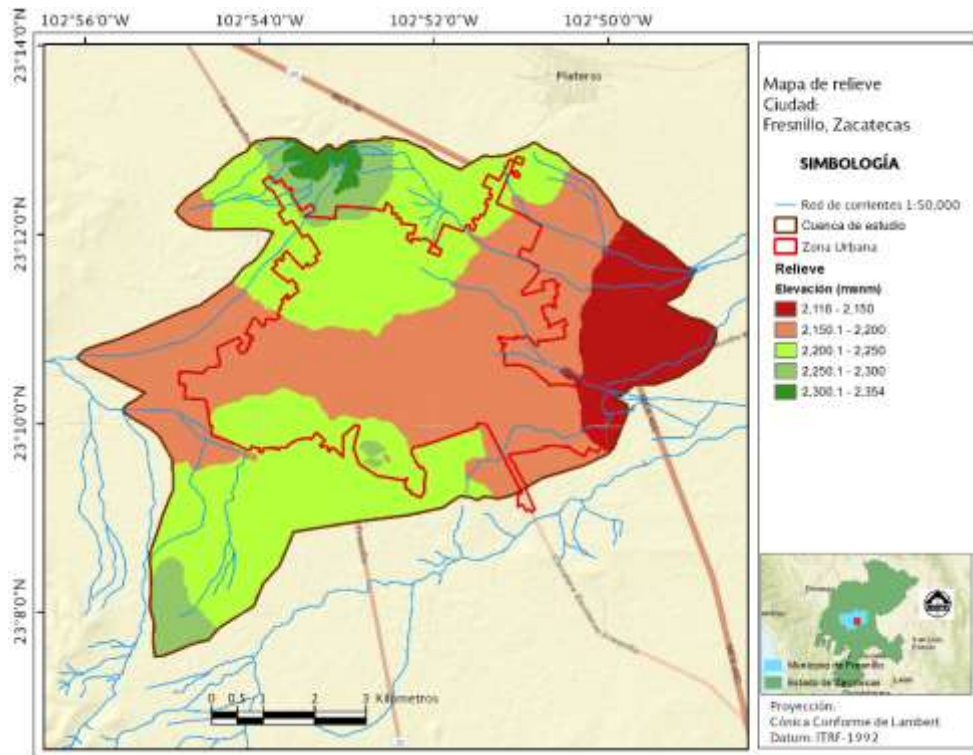 102°56'0"W 102°54'0"W 102°52'0"W 102°50'0"W
23°14'0"N
23°12'0"N
23°10'0"N
23°8'0"N
Plateros
0 0.5 1 2 3 Kilometros
Mapa de relieve
Ciudad:
Fresnillo, Zacatecas
SIMBOLOGÍA
Red de corrientes 1:50,000
Cuenca de estudio
Zona Urbana
Relieve
Elevación (msnm)
2,116 - 2,150
2,150.1 - 2,200
2,200.1 - 2,250
2,250.1 - 2,300
2,300.1 - 2,354
Municipio de Fresnillo
Estado de Zacatecas
Proyección:
Cónica Conforme de Lambert
Datum: ITRF-1992